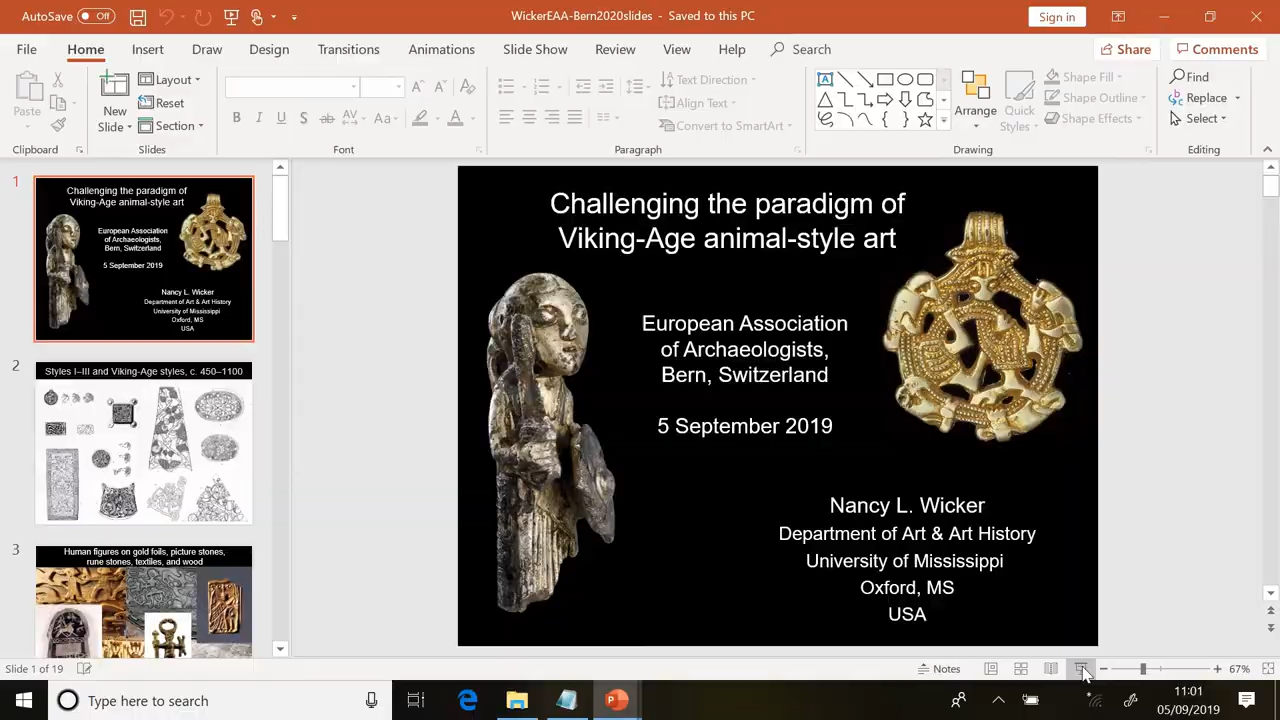 AutoSave Off
WickerEAA-Bern2020slides - Saved to this PC
Sign in
File Home Insert Draw Design Transitions Animations Slide Show Review View Help Search
Share Comments
Paste
Clipboard
New
Slide
Layout
Reset
Section
Slides
B I U S ab AV Aa A
Font
Text Direction
Align Text
Convert to SmartArt
Paragraph
Arrange
Quick
Styles
Shape Fill
Shape Outline
Shape Effects
Drawing
Find
Replace
Select
Editing
1
Challenging the paradigm of
Viking-Age animal-style art
European Association
of Archaeologists,
Bern, Switzerland
5 September 2019
Nancy L. Wicker
Department of Art & Art History
University of Mississippi
Oxford, MS
USA
2
Styles I–III and Viking-Age styles, c. 450–1100
3
Human figures on gold foils, picture stones,
rune stones, textiles, and wood
Challenging the paradigm of
Viking-Age animal-style art
European Association
of Archaeologists,
Bern, Switzerland
5 September 2019
Nancy L. Wicker
Department of Art & Art History
University of Mississippi
Oxford, MS
USA
Slide 1 of 19
Notes
67%
Type here to search
11:01
05/09/2019